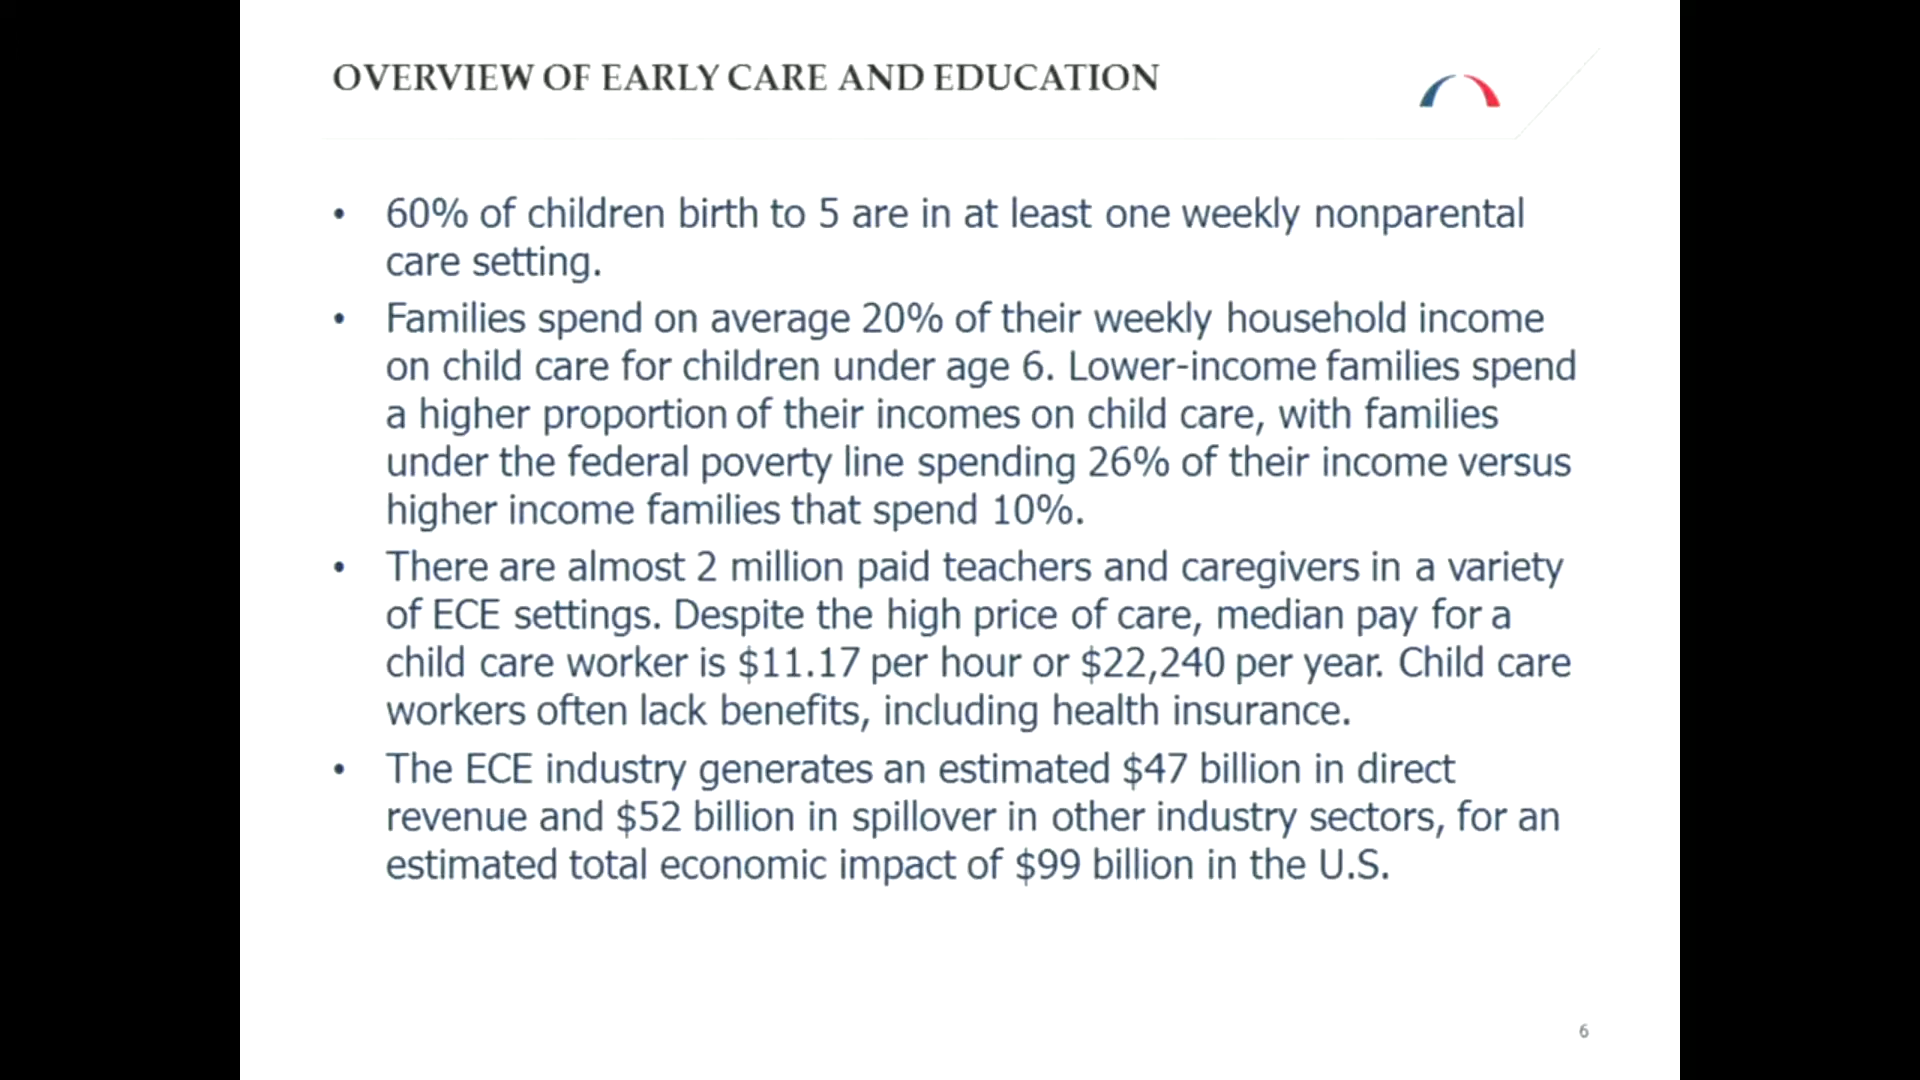 OVERVIEW OF EARLY CARE AND EDUCATION
• 60% of children birth to 5 are in at least one weekly nonparental
care setting.
• Families spend on average 20% of their weekly household income
on child care for children under age 6. Lower-income families spend
a higher proportion of their incomes on child care, with families
under the federal poverty line spending 26% of their income versus
higher income families that spend 10%.
• There are almost 2 million paid teachers and caregivers in a variety
of ECE settings. Despite the high price of care, median pay for a
child care worker is $11.17 per hour or $22,240 per year. Child care
workers often lack benefits, including health insurance.
• The ECE industry generates an estimated $47 billion in direct
revenue and $52 billion in spillover in other industry sectors, for an
estimated total economic impact of $99 billion in the U.S.
6